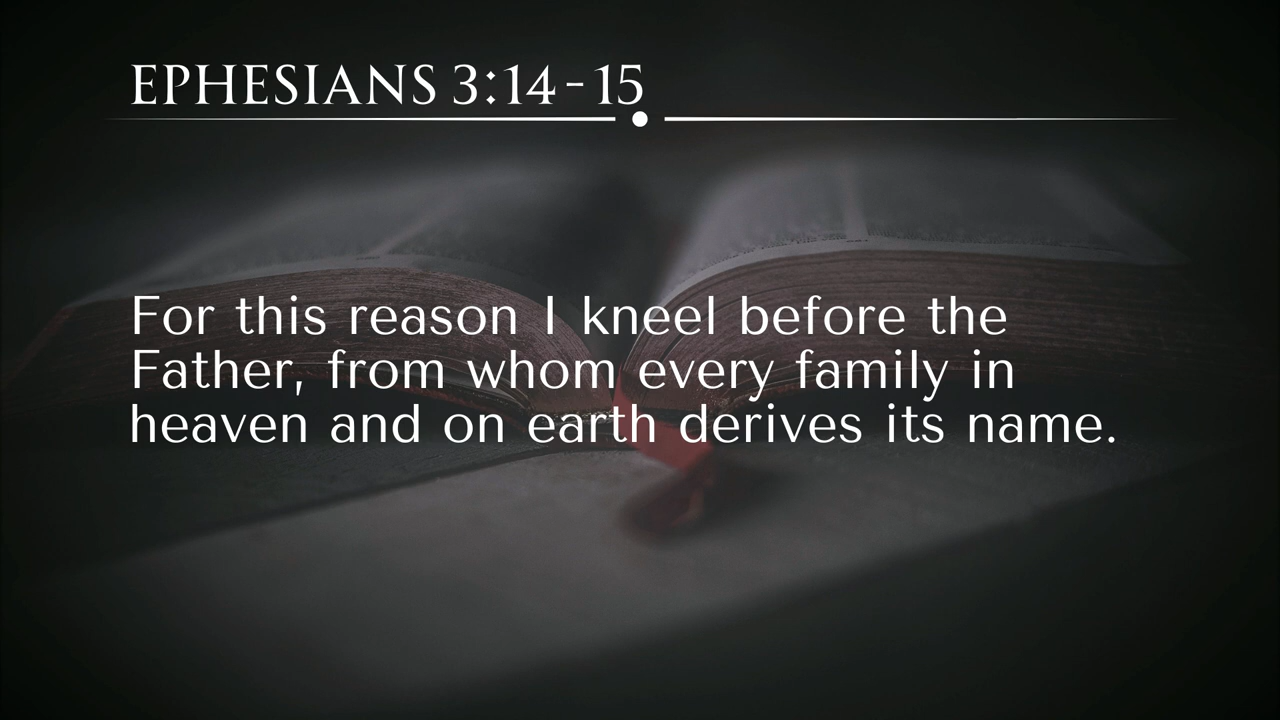 EPHESIANS 3:14-15
For this reason I kneel before the
Father, from whom every family in
heaven and on earth derives its name.